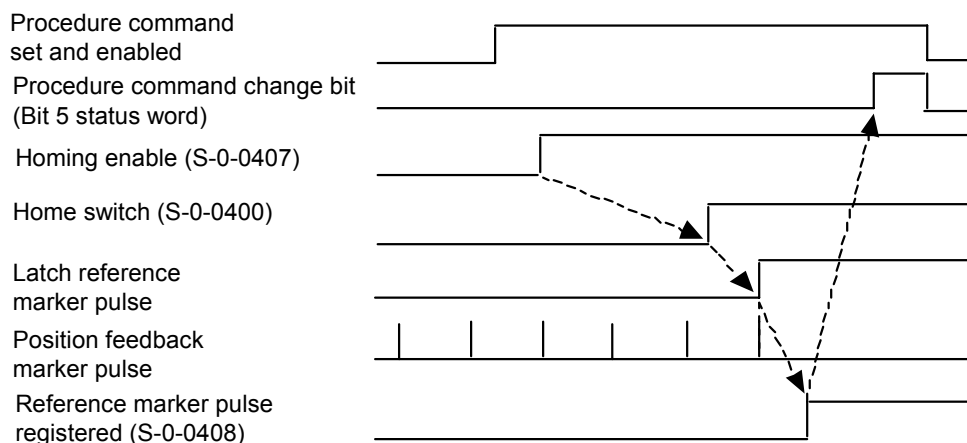 Procedure command
set and enabled
Procedure command change bit
(Bit 5 status word)
Homing enable (S-0-0407)
Home switch (S-0-0400)
Latch reference
marker pulse
Position feedback
marker pulse
Reference marker pulse
registered (S-0-0408)